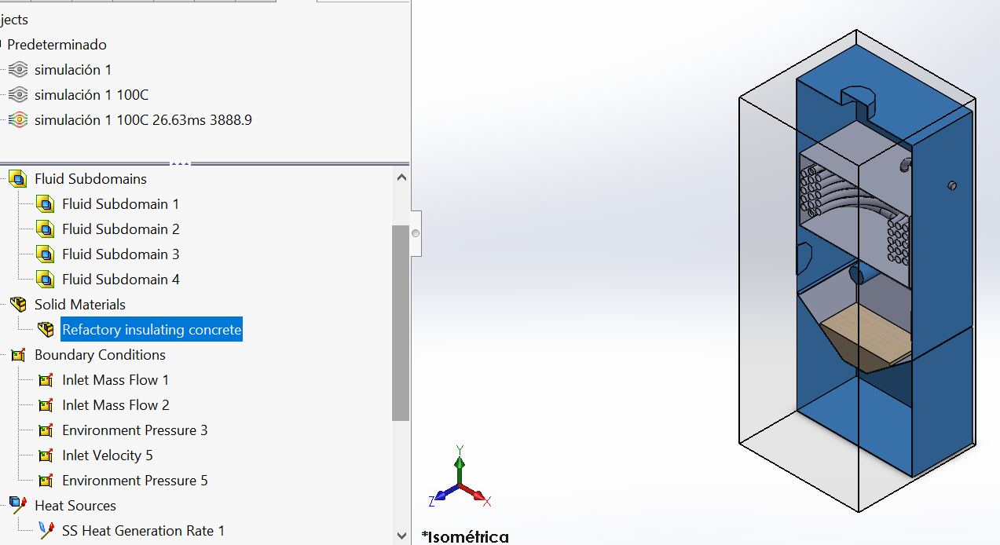 jects
Predeterminado
simulación 1
simulación 1 100C
simulación 1 100C 26.63ms 3888.9
Fluid Subdomains
Fluid Subdomain 1
Fluid Subdomain 2
Fluid Subdomain 3
Fluid Subdomain 4
Solid Materials
Refactory insulating concrete
Boundary Conditions
Inlet Mass Flow 1
Inlet Mass Flow 2
Environment Pressure 3
Inlet Velocity 5
Environment Pressure 5
Heat Sources
SS Heat Generation Rate 1
Y
Z
X
*Isométrica